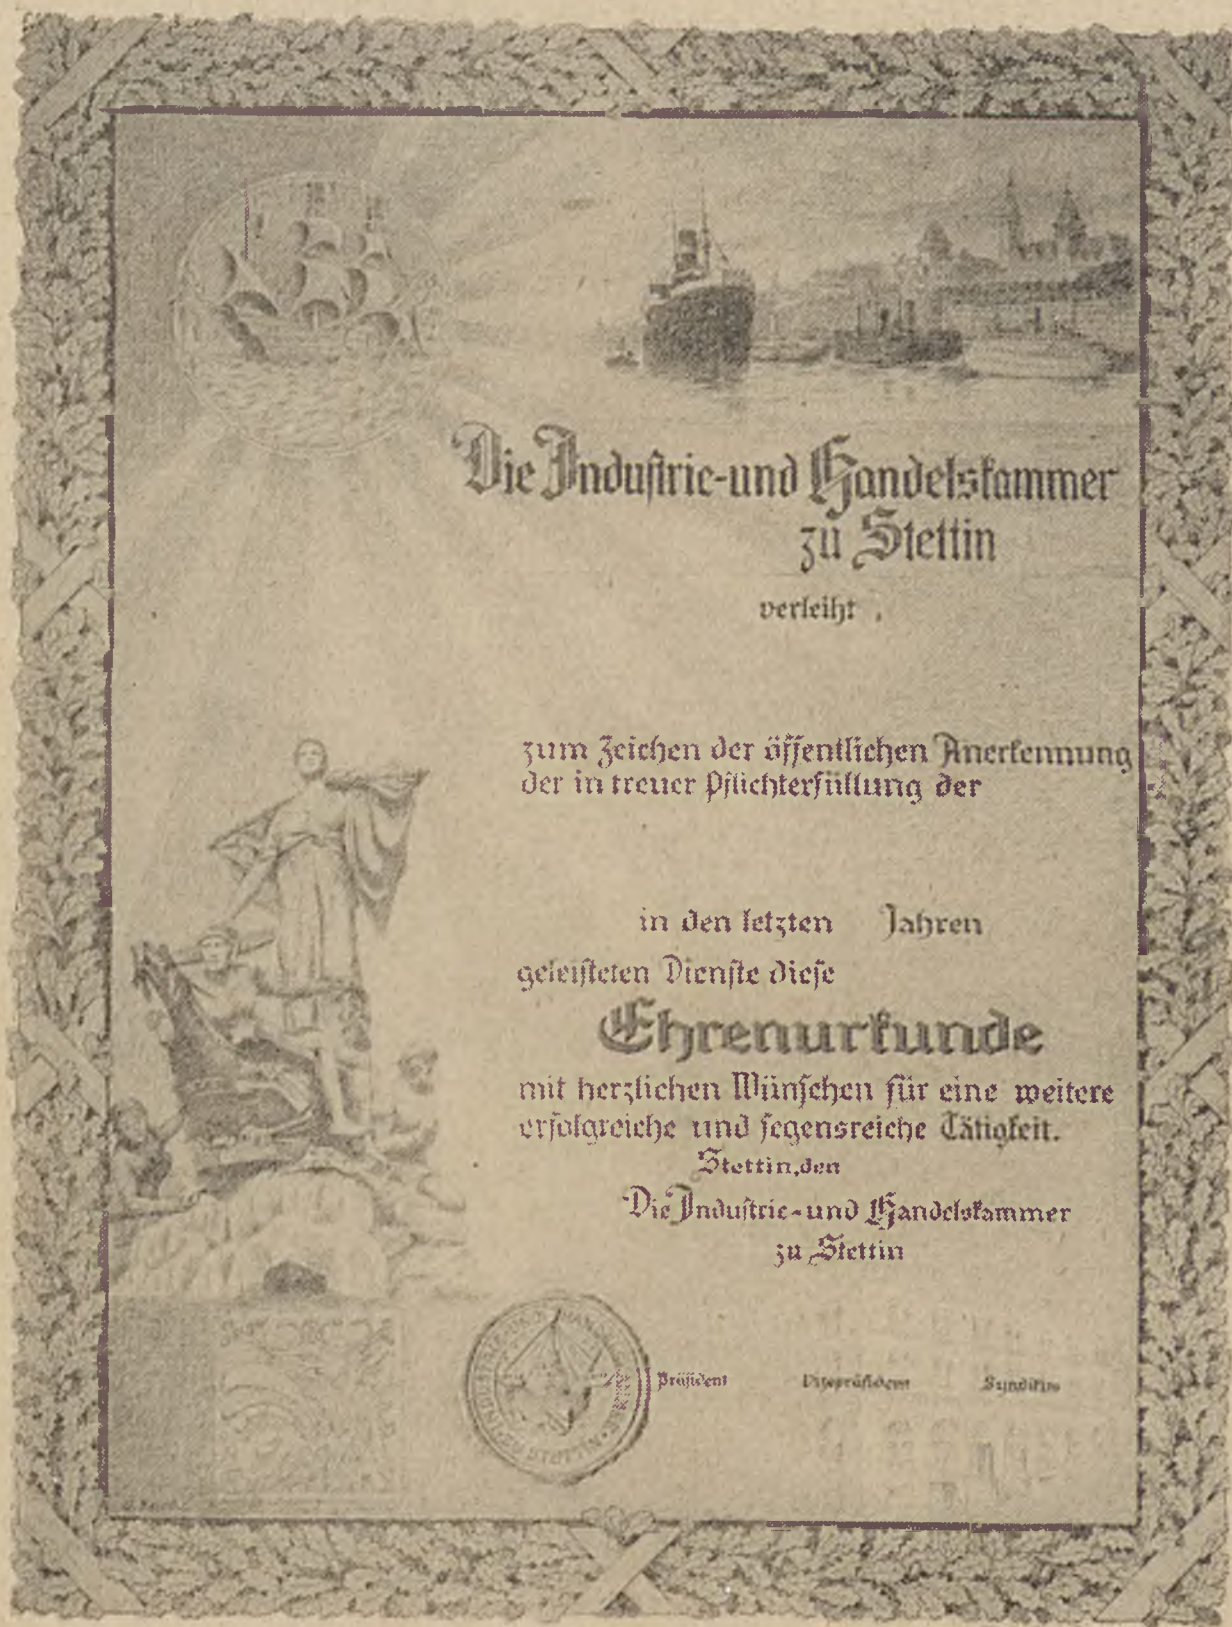 Die Industrie-und Handelskammer
zu Stettin
verleiht
zum Zeichen der öffentlichen Anerkennung
der in treuer Pflichterfüllung der
in den letzten Jahren
geleisteten Dienste diese
Ehrenurkunde
mit herzlichen Wünschen für eine weitere
erfolgreiche und segensreiche Tätigkeit.
Stettin, den
Die Industrie-und Handelskammer
zu Stettin
Präsident Vizepräsident Syndikus